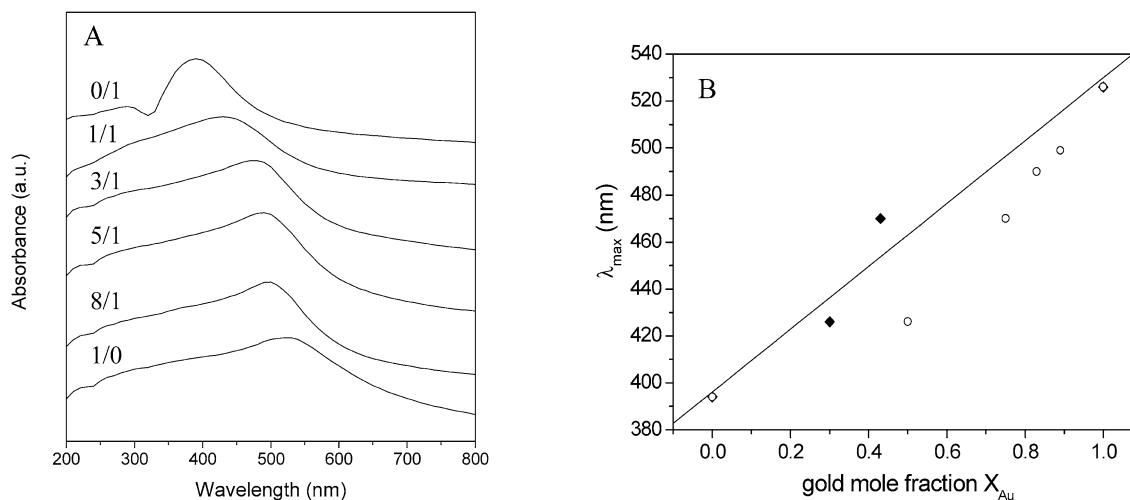 A
0/1
1/1
3/1
5/1
8/1
1/0
Absorbance (a.u.)
200 300 400 500 600 700 800
Wavelength (nm)
B
540
520
500
480
460
440
420
400
380
λmax (nm)
0.0 0.2 0.4 0.6 0.8 1.0
gold mole fraction XAu